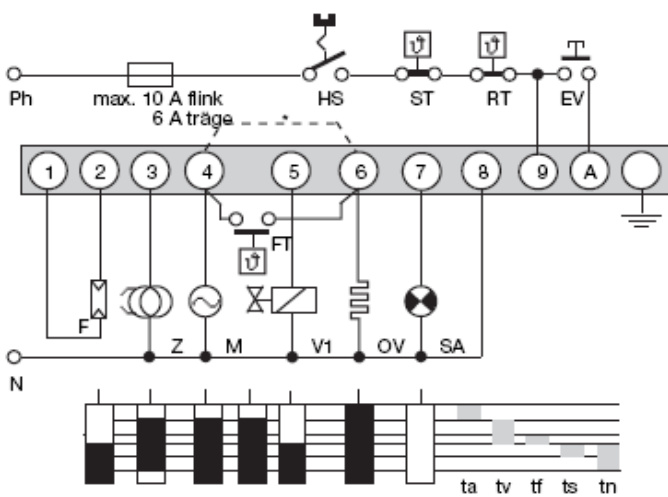 Ph
max. 10 A flink
6 A träge
HS
ST
RT
EV
ϑ
ϑ
*
1 2 3 4 5 6 7 8 9 A
FT
ϑ
F
Z M V1 OV SA
N
ta tv tf ts tn